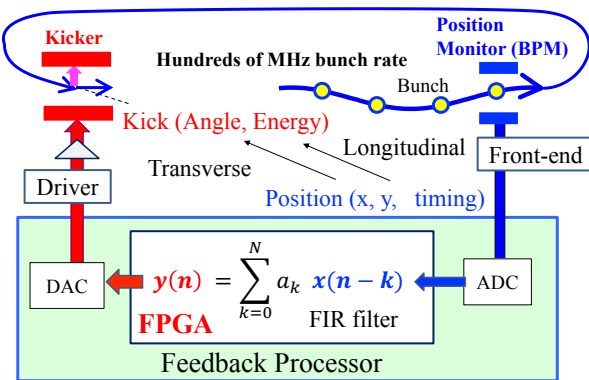 Kicker
Position
Monitor (BPM)
Hundreds of MHz bunch rate
Bunch
Kick (Angle, Energy)
Longitudinal
Front-end
Transverse
Driver
Position (x, y, timing)
DAC
y(n) = \sum_{k=0}^{N} a_k x(n − k)
ADC
FPGA
FIR filter
Feedback Processor